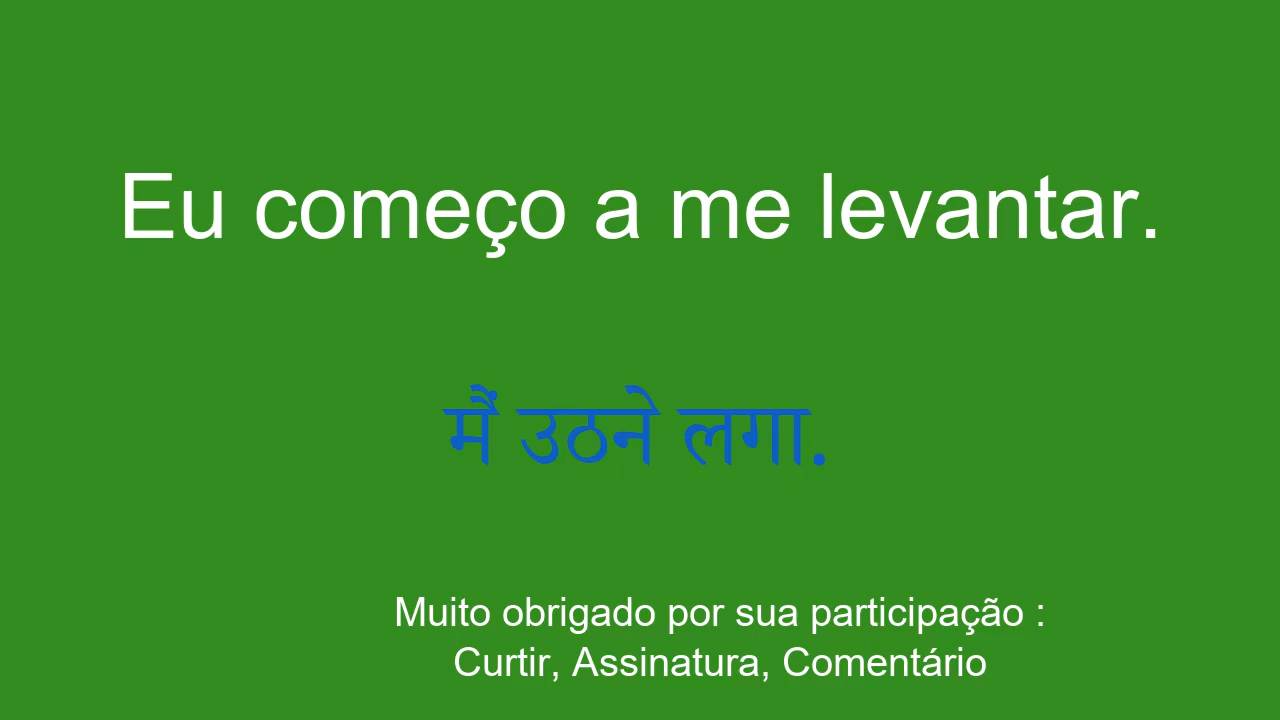 Eu começo a me levantar.
मैं उठने लगा.
Muito obrigado por sua participação :
Curtir, Assinatura, Comentário